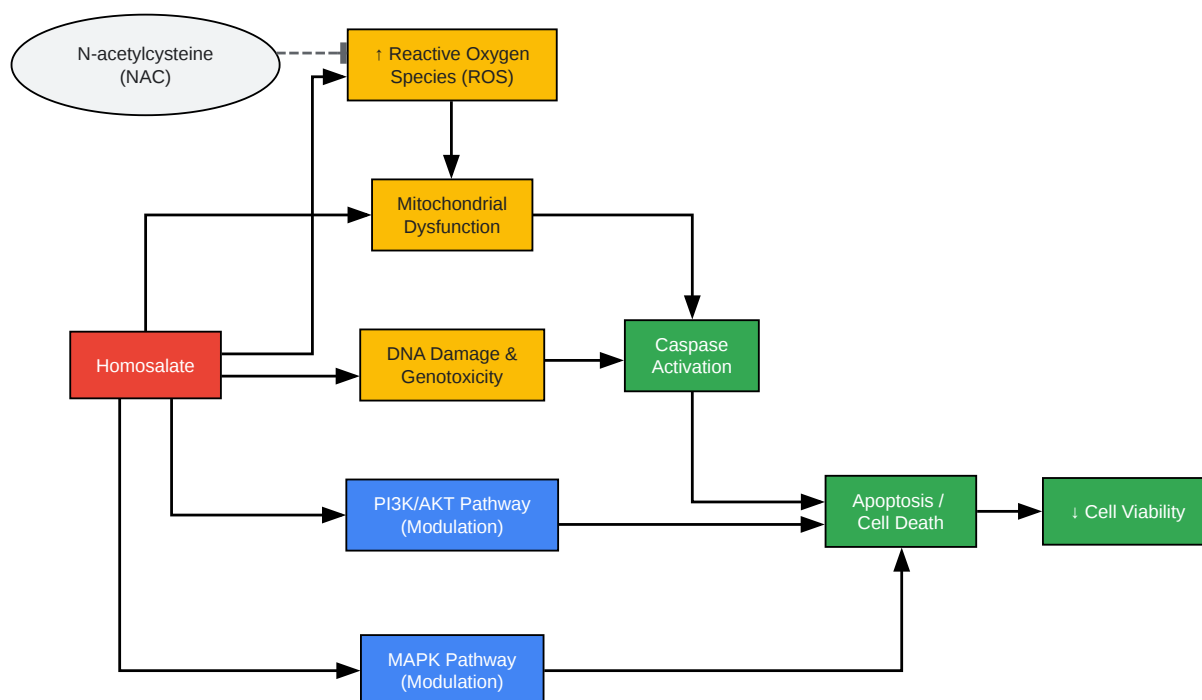 N-acetylcysteine
(NAC)
↑ Reactive Oxygen
Species (ROS)
Mitochondrial
Dysfunction
Homosalate
DNA Damage &
Genotoxicity
Caspase
Activation
PI3K/AKT Pathway
(Modulation)
Apoptosis /
Cell Death
↓ Cell Viability
MAPK Pathway
(Modulation)